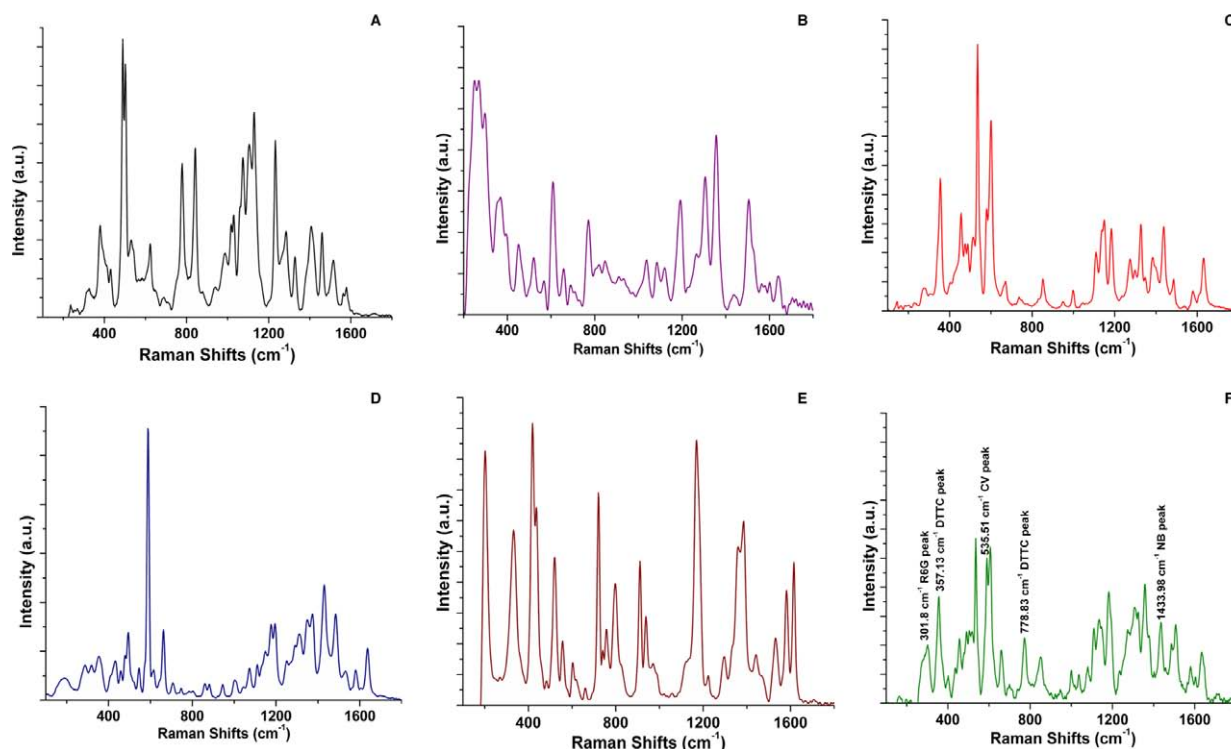 A
Intensity (a.u.)
400 800 1200 1600
Raman Shifts (cm⁻¹)
B
Intensity (a.u.)
400 800 1200 1600
Raman Shifts (cm⁻¹)
C
Intensity (a.u.)
400 800 1200 1600
Raman Shifts (cm⁻¹)
D
Intensity (a.u.)
400 800 1200 1600
Raman Shifts (cm⁻¹)
E
Intensity (a.u.)
400 800 1200 1600
Raman Shifts (cm⁻¹)
F
Intensity (a.u.)
301.8 cm⁻¹ R6G peak
357.13 cm⁻¹ DTTC peak
535.51 cm⁻¹ CV peak
778.83 cm⁻¹ DTTC peak
1433.98 cm⁻¹ NB peak
400 800 1200 1600
Raman Shifts (cm⁻¹)